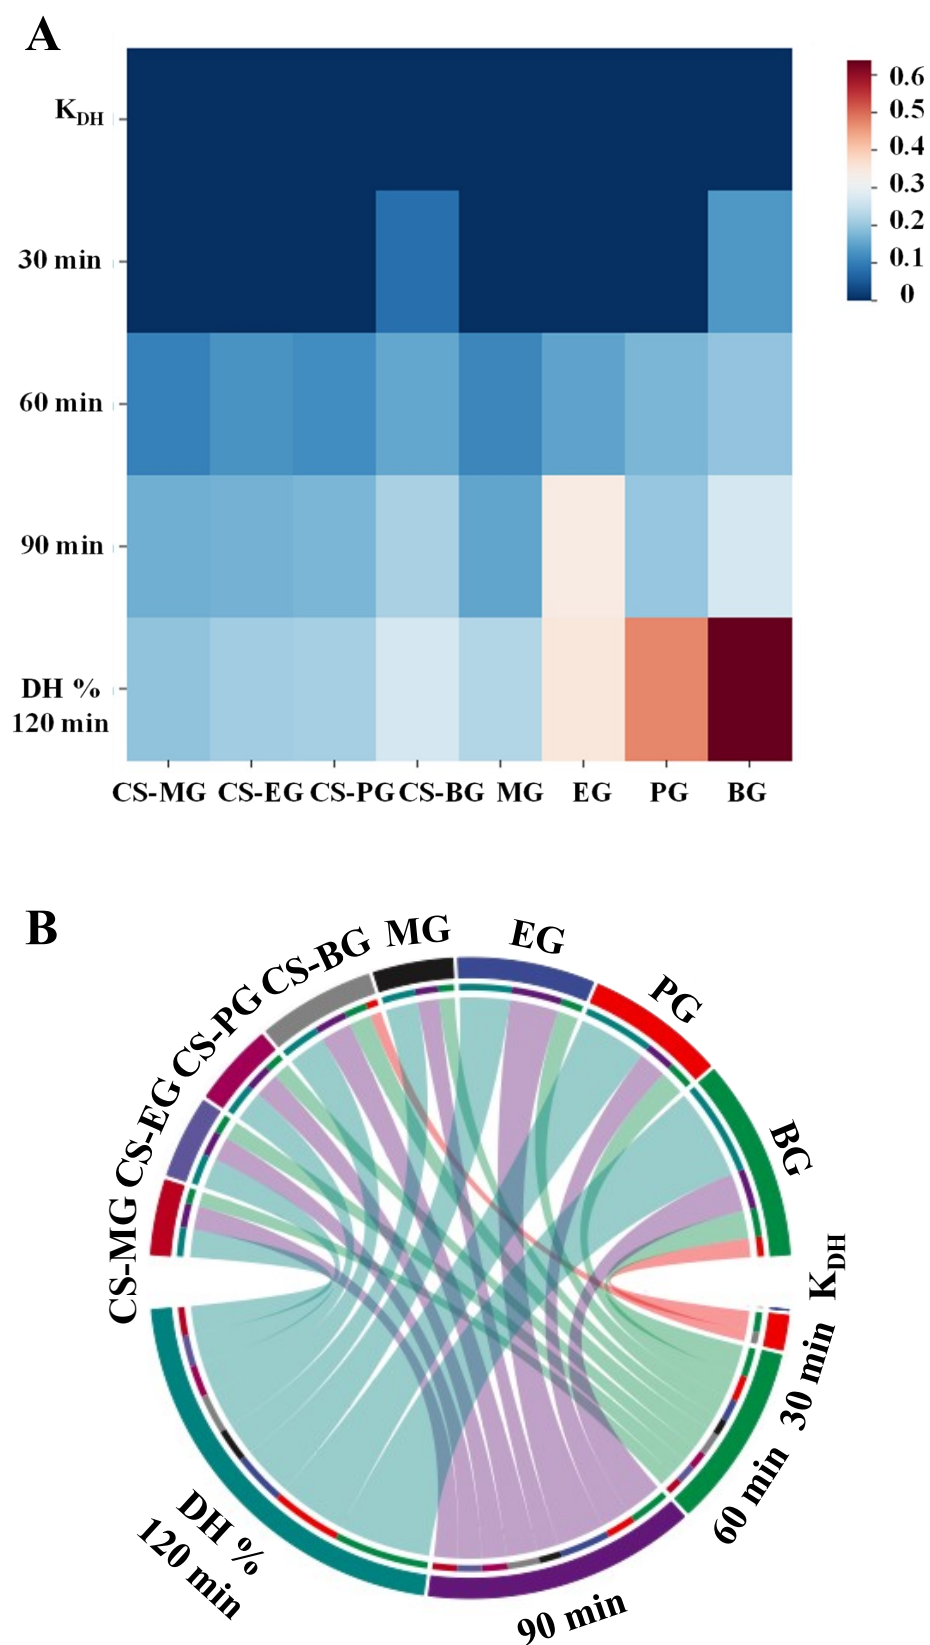 A
K_DH
30 min
60 min
90 min
DH %
120 min
CS-MG CS-EG CS-PG CS-BG MG EG PG BG
0.6
0.5
0.4
0.3
0.2
0.1
0
B
CS-MG
CS-EG
CS-PG
CS-BG
MG
EG
PG
BG
K_DH
30 min
60 min
90 min
DH %
120 min